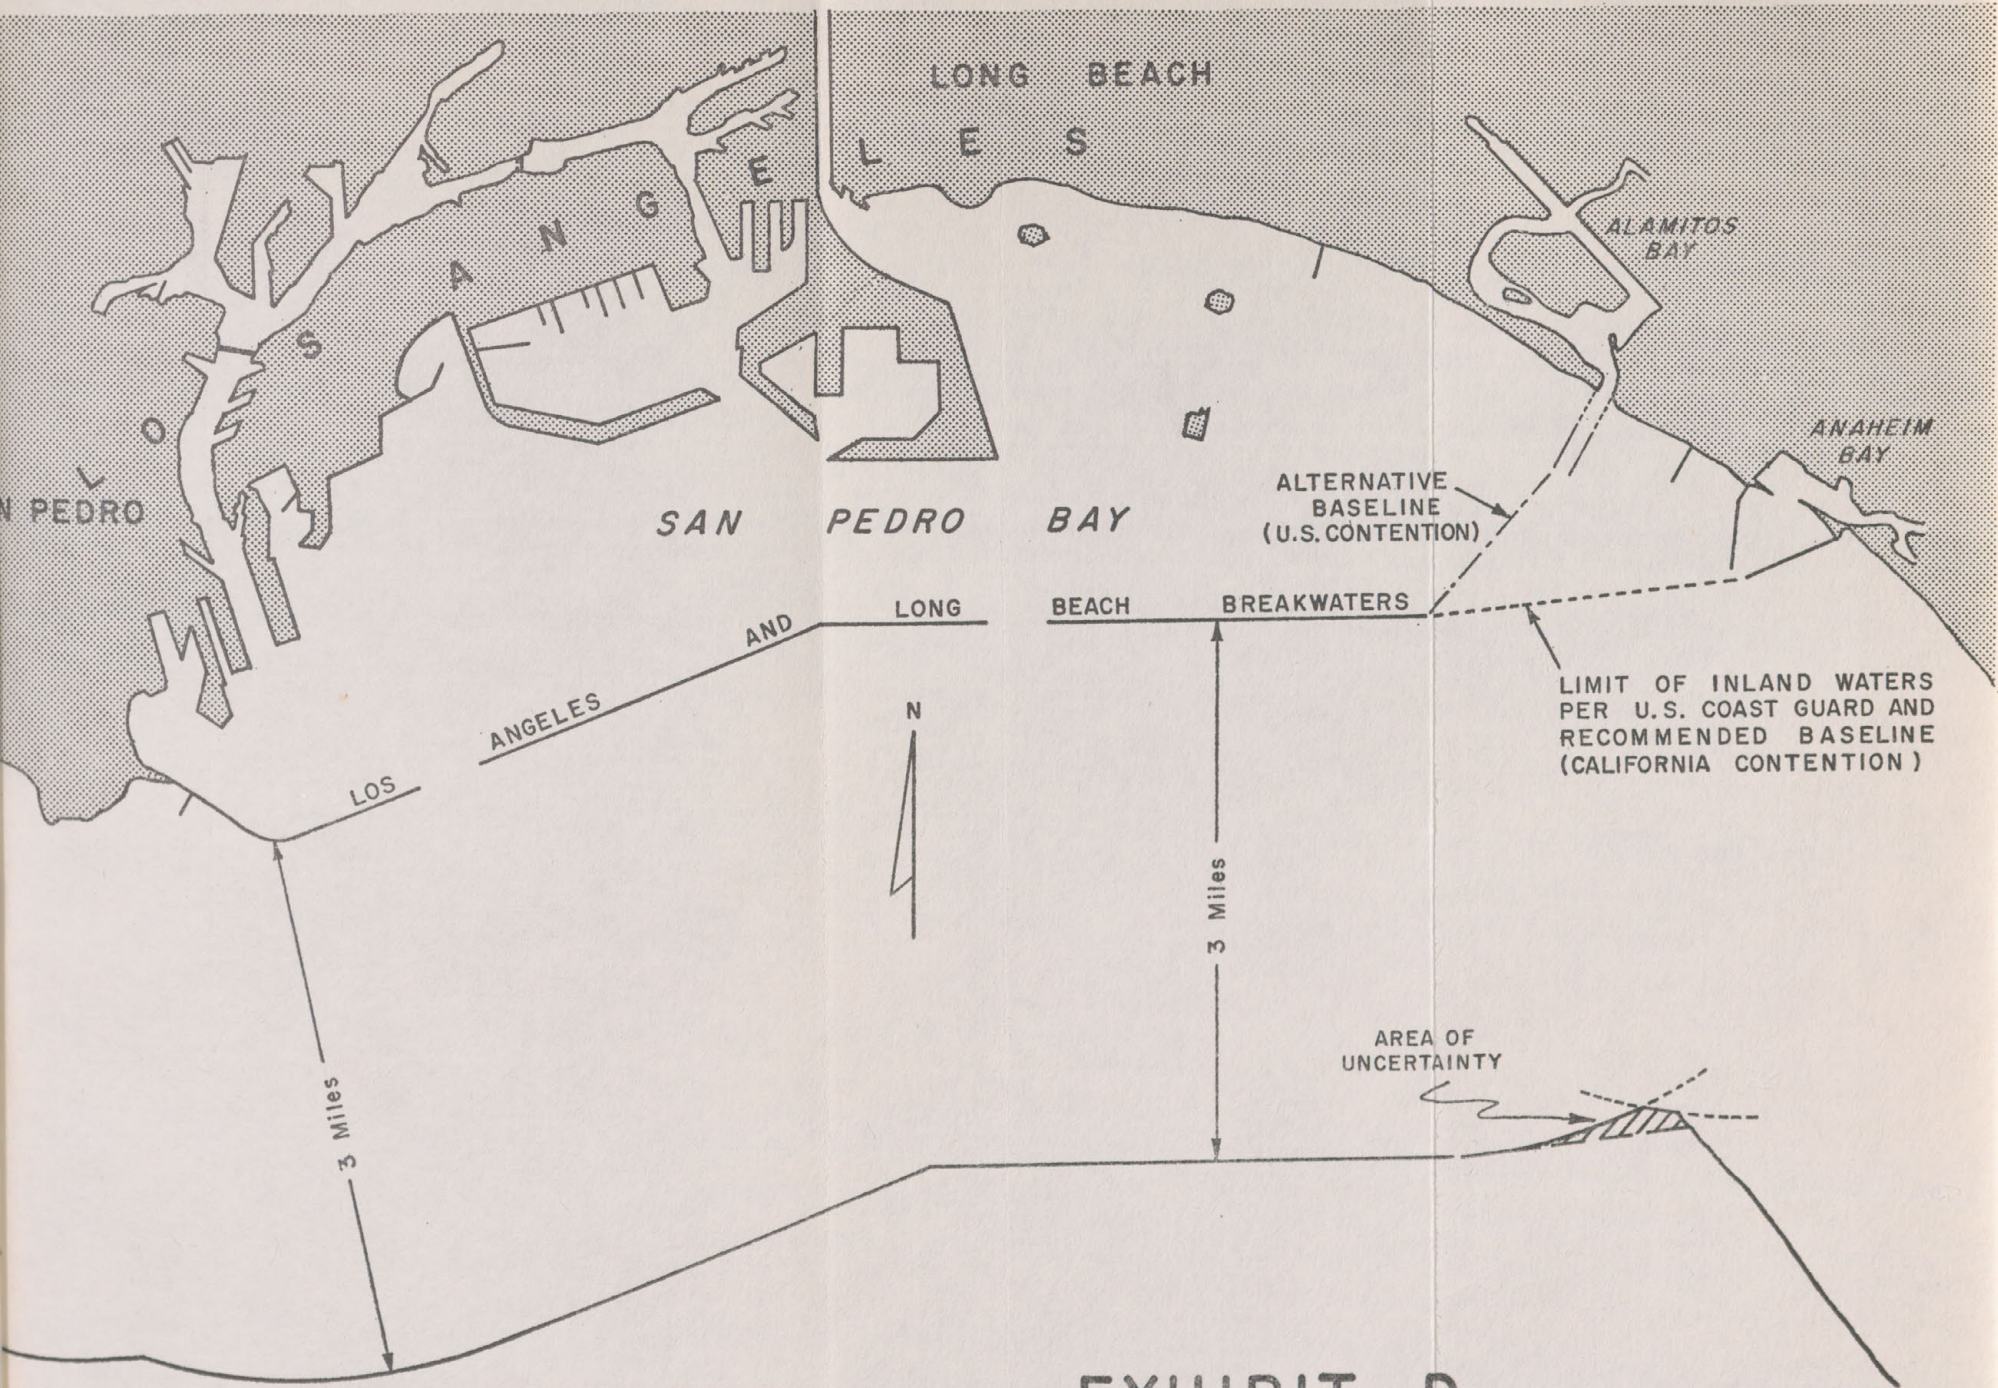 LONG BEACH
LOS ANGELES
ALAMITOS
BAY
ANAHEIM
BAY
N PEDRO
SAN PEDRO BAY
ALTERNATIVE
BASELINE
(U.S. CONTENTION)
LOS ANGELES AND LONG BEACH BREAKWATERS
LIMIT OF INLAND WATERS
PER U.S. COAST GUARD AND
RECOMMENDED BASELINE
(CALIFORNIA CONTENTION)
N
3 Miles
3 Miles
AREA OF
UNCERTAINTY
EXHIBIT D